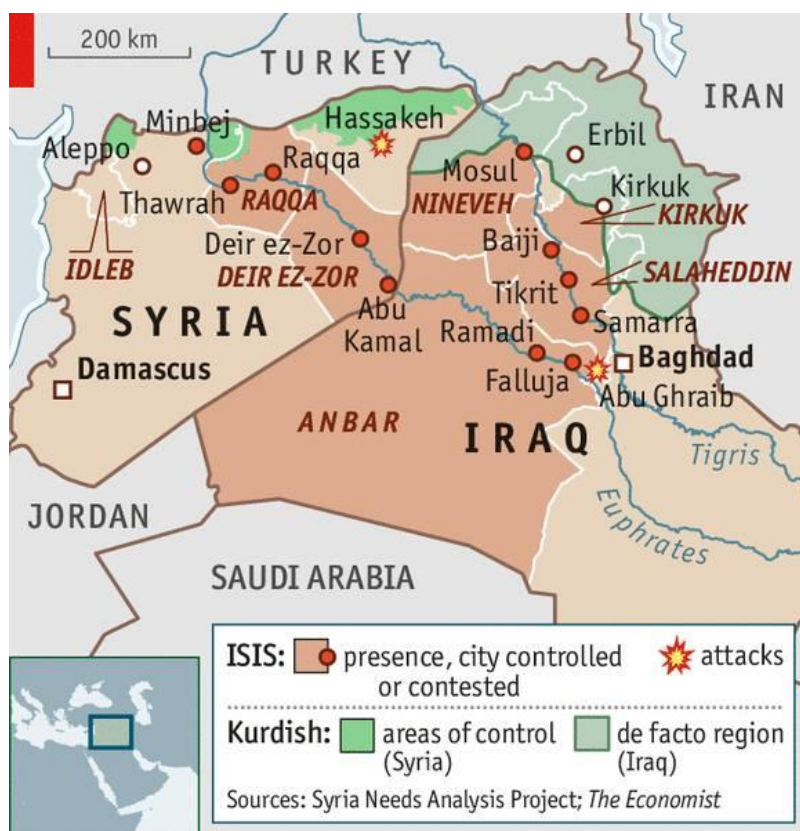 200 km
TURKEY
IRAN
Minbej
Hassakeh
Aleppo
Erbil
Raqqa
Mosul
Kirkuk
Thawrah
RAQQA
NINEVEH
KIRKUK
Deir ez-Zor
Baiji
IDLEB
DEIR EZ-ZOR
SALAHEDDIN
Tikrit
Abu
Kamal
SYRIA
Ramadi
Samarra
Damascus
Baghdad
Falluja
Abu Ghraib
ANBAR
IRAQ
Tigris
JORDAN
Euphrates
SAUDI ARABIA
ISIS: presence, city controlled
or contested
attacks
Kurdish: areas of control
(Syria)
de facto region
(Iraq)
Sources: Syria Needs Analysis Project; The Economist